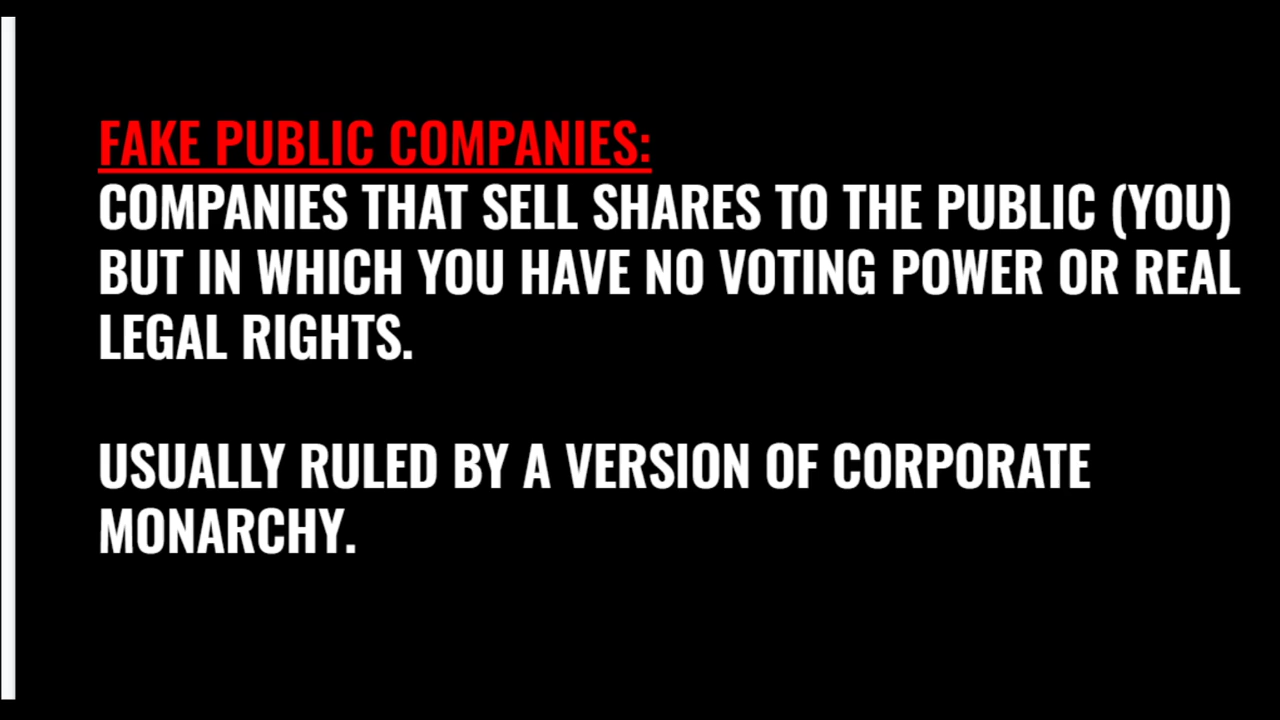 FAKE PUBLIC COMPANIES:
COMPANIES THAT SELL SHARES TO THE PUBLIC (YOU)
BUT IN WHICH YOU HAVE NO VOTING POWER OR REAL
LEGAL RIGHTS.
USUALLY RULED BY A VERSION OF CORPORATE
MONARCHY.